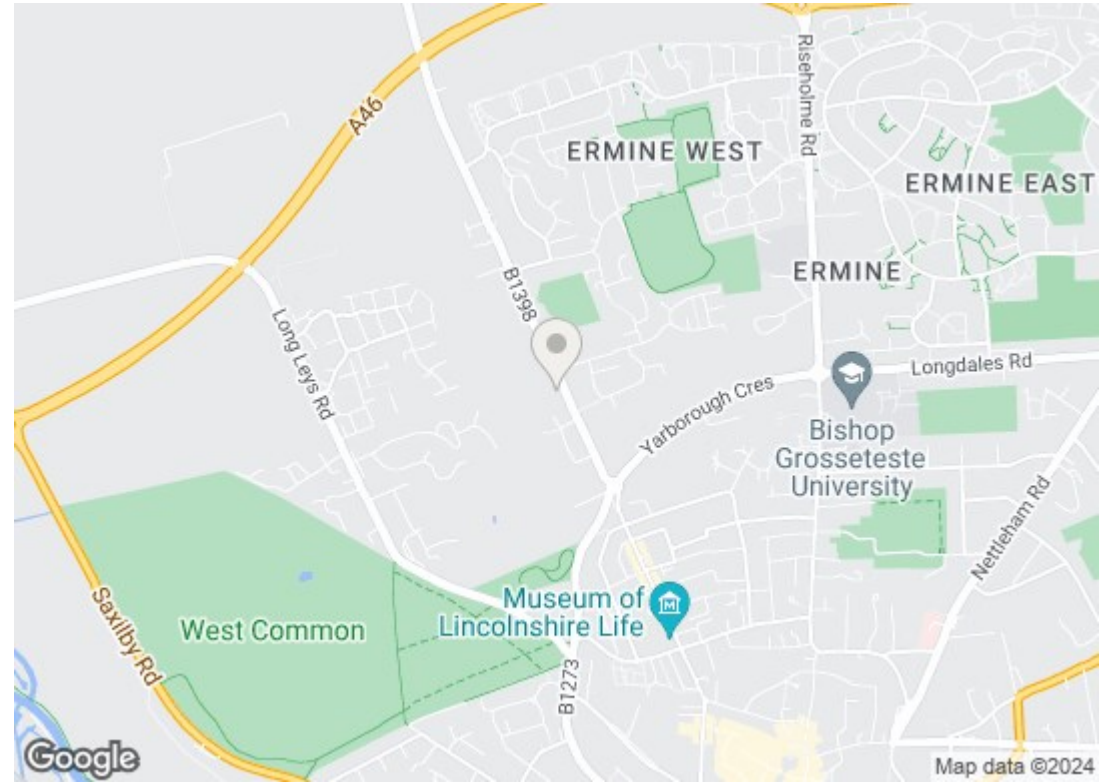 Riseholme Rd
A46
ERMINE WEST
ERMINE EAST
B1398
ERMINE
Long Leys Rd
Longdales Rd
Yarborough Cres
Bishop
Grosseteste
University
Nettleham Rd
Museum of
Lincolnshire Life
M
Saxilby Rd
West Common
B1273
Google
Map data ©2024